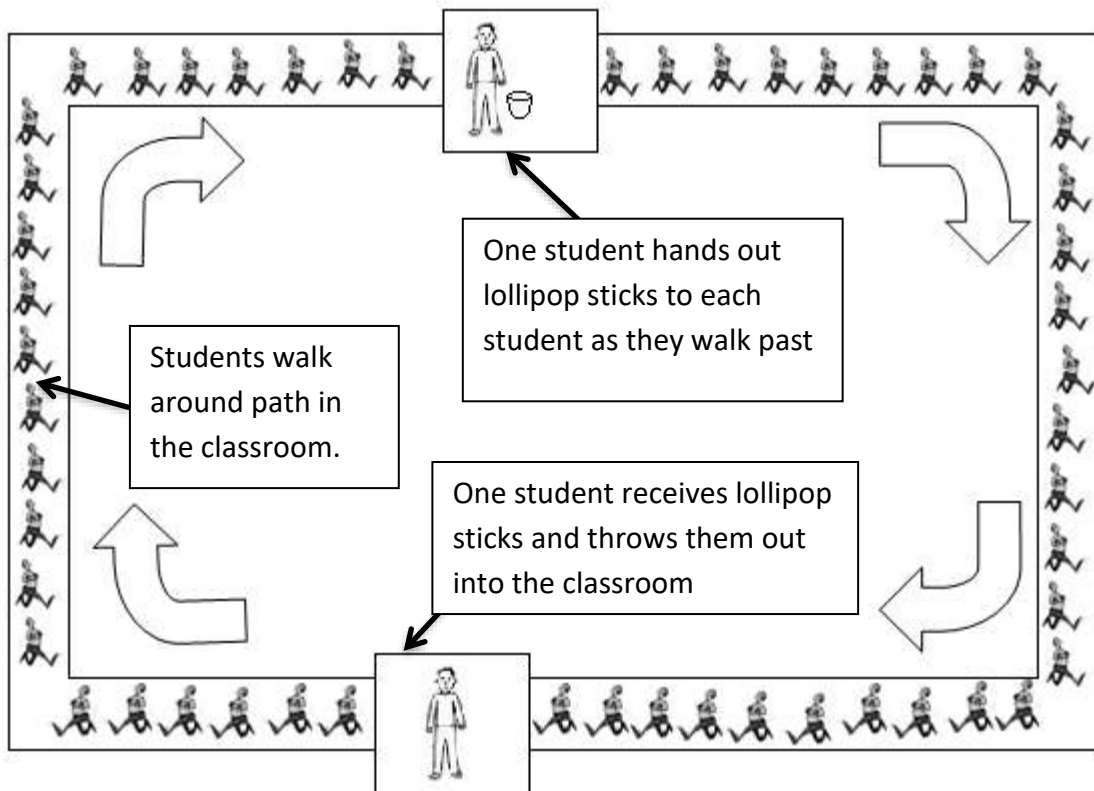 One student hands out
lollipop sticks to each
student as they walk past
Students walk
around path in
the classroom.
One student receives lollipop
sticks and throws them out
into the classroom